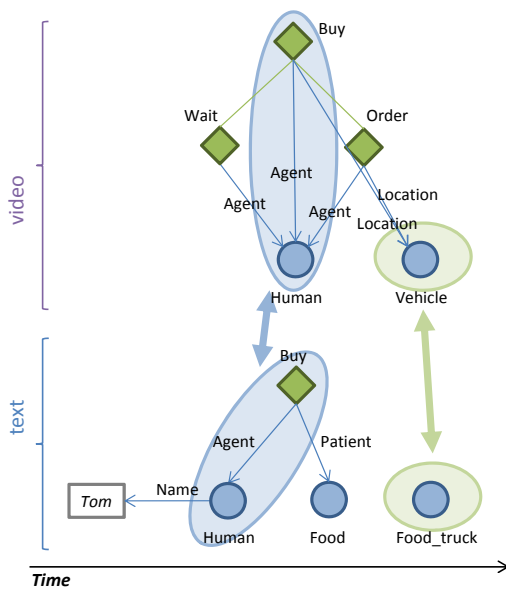 Buy
Wait
Order
video
Agent
Location
Agent
Agent
Location
Human
Vehicle
Buy
text
Agent
Patient
Name
Tom
Human
Food
Food_truck
Time